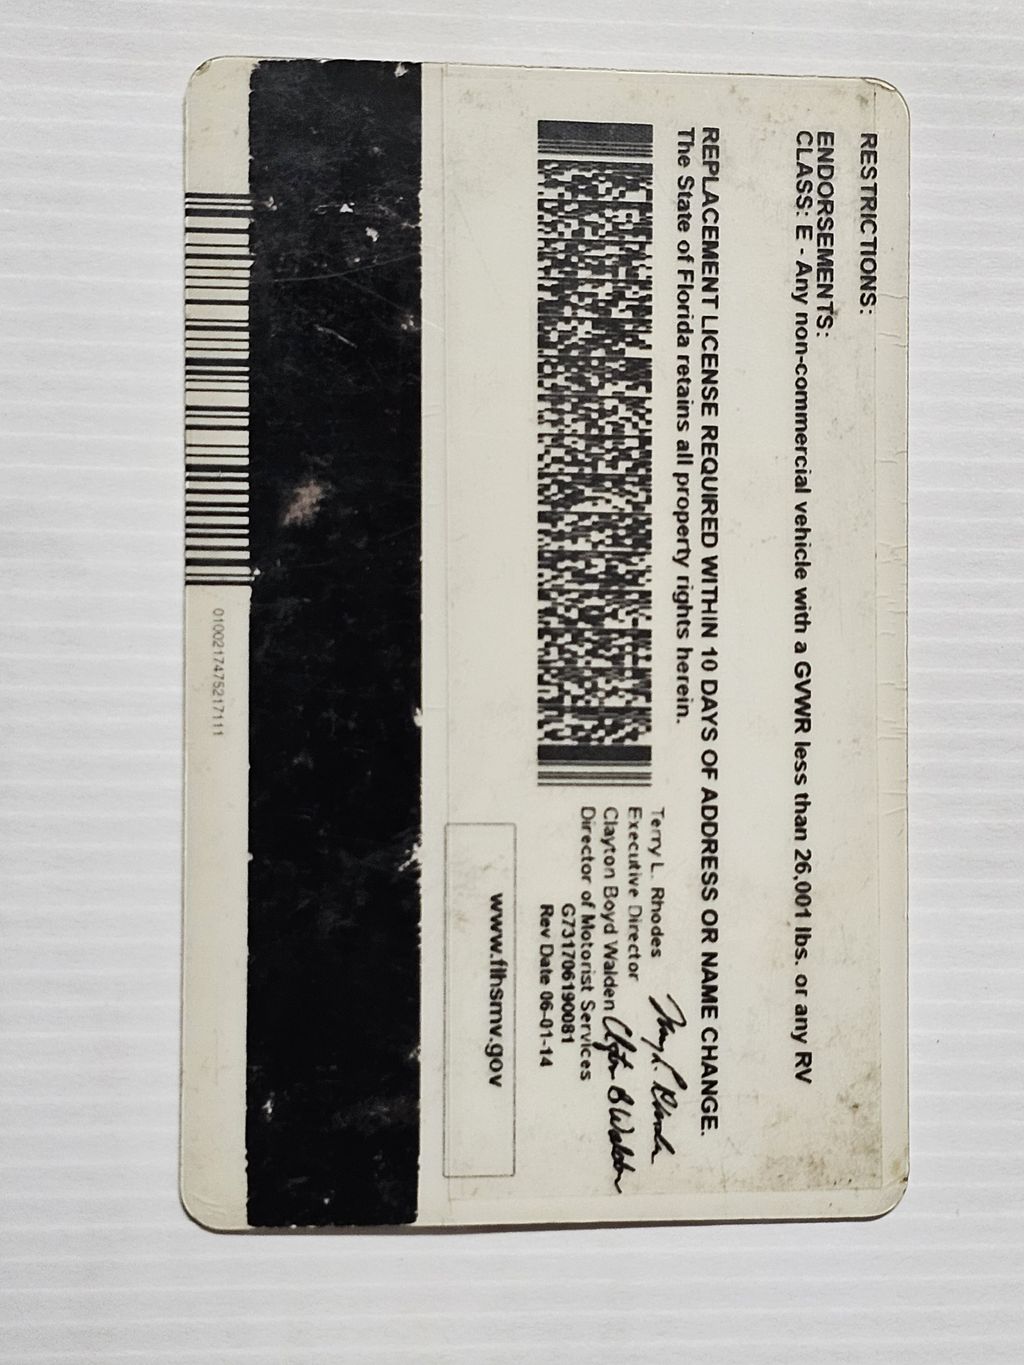 RESTRICTIONS:
ENDORSEMENTS:
CLASS: E - Any non-commercial vehicle with a GVWR less than 26,001 lbs. or any RV
REPLACEMENT LICENSE REQUIRED WITHIN 10 DAYS OF ADDRESS OR NAME CHANGE.
The State of Florida retains all property rights herein.
Terry L. Rhodes
Executive Director
Clayton Boyd Walden
Director of Motorist Services
G731706190081
Rev Date 06-01-14
www.flhsmv.gov
0100217475217111